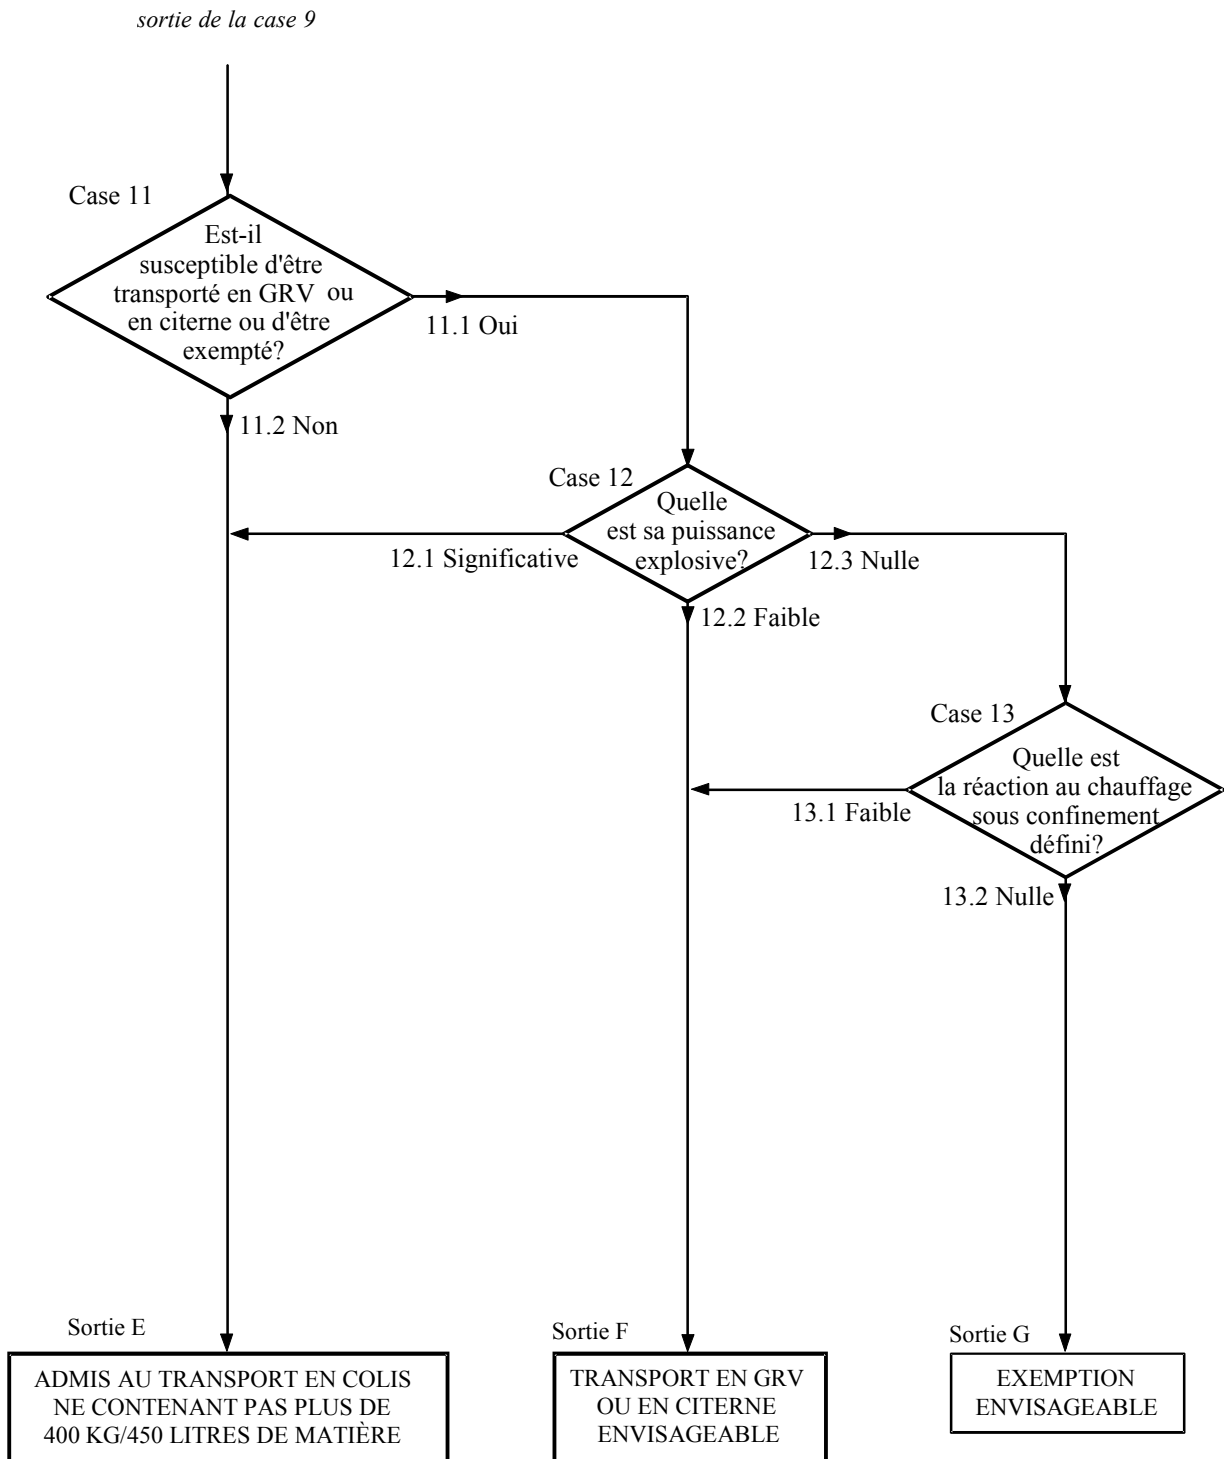 sortie de la case 9
Case 11
Est-il
susceptible d'être
transporté en GRV ou
en citerne ou d'être
exempté?
11.1 Oui
11.2 Non
Case 12
Quelle
est sa puissance
explosive?
12.1 Significative
12.3 Nulle
12.2 Faible
Case 13
Quelle est
la réaction au chauffage
sous confinement
défini?
13.1 Faible
13.2 Nulle
Sortie E
ADMIS AU TRANSPORT EN COLIS
NE CONTENANT PAS PLUS DE
400 KG/450 LITRES DE MATIÈRE
Sortie F
TRANSPORT EN GRV
OU EN CITERNE
ENVISAGEABLE
Sortie G
EXEMPTION
ENVISAGEABLE